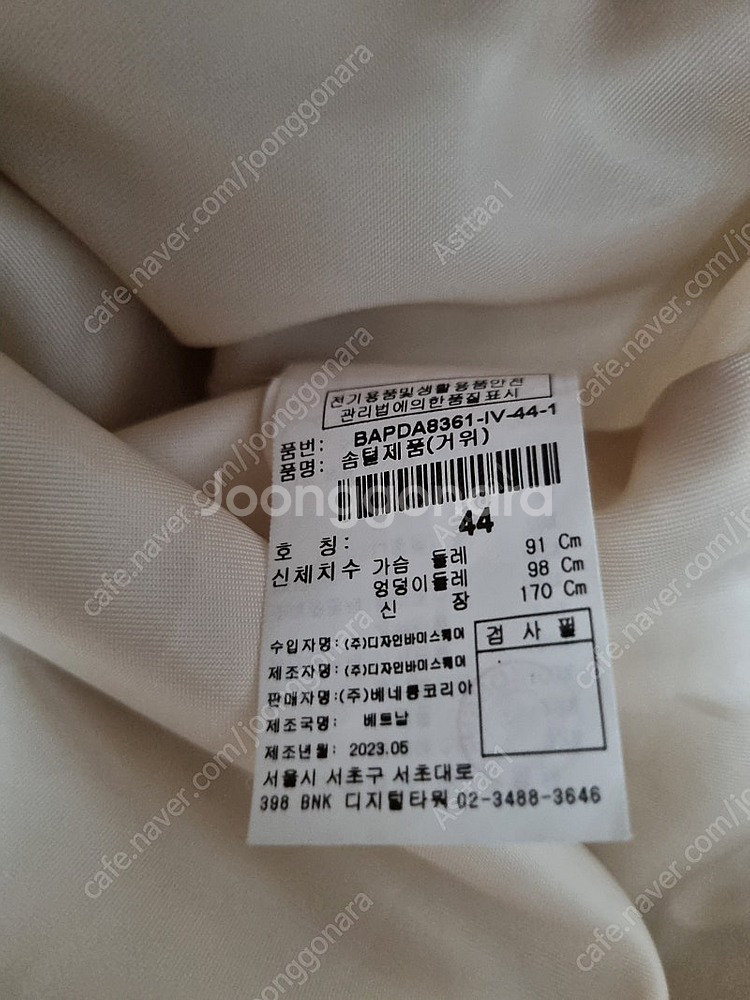 전기용품및생활용품안전
관리법에의한품질표시
품번: BAPDA8361-IV-44-1
품명: 솜털제품(거위)
44
호 칭:
신체치수 가슴 둘레 91 Cm
엉덩이둘레 98 Cm
신 장 170 Cm
수입자명: (주)디자인바미스퀘어
제조자명: (주)디자인바미스퀘어
판매자명: (주)베네통코리아
제조국명: 베트남
제조년월: 2023.05
서울시 서초구 서초대로
398 BNK 디지털타워 02-3488-3646
검 사 필
Joonggonara
cafe.naver.com/joonggonara
Asttaa1